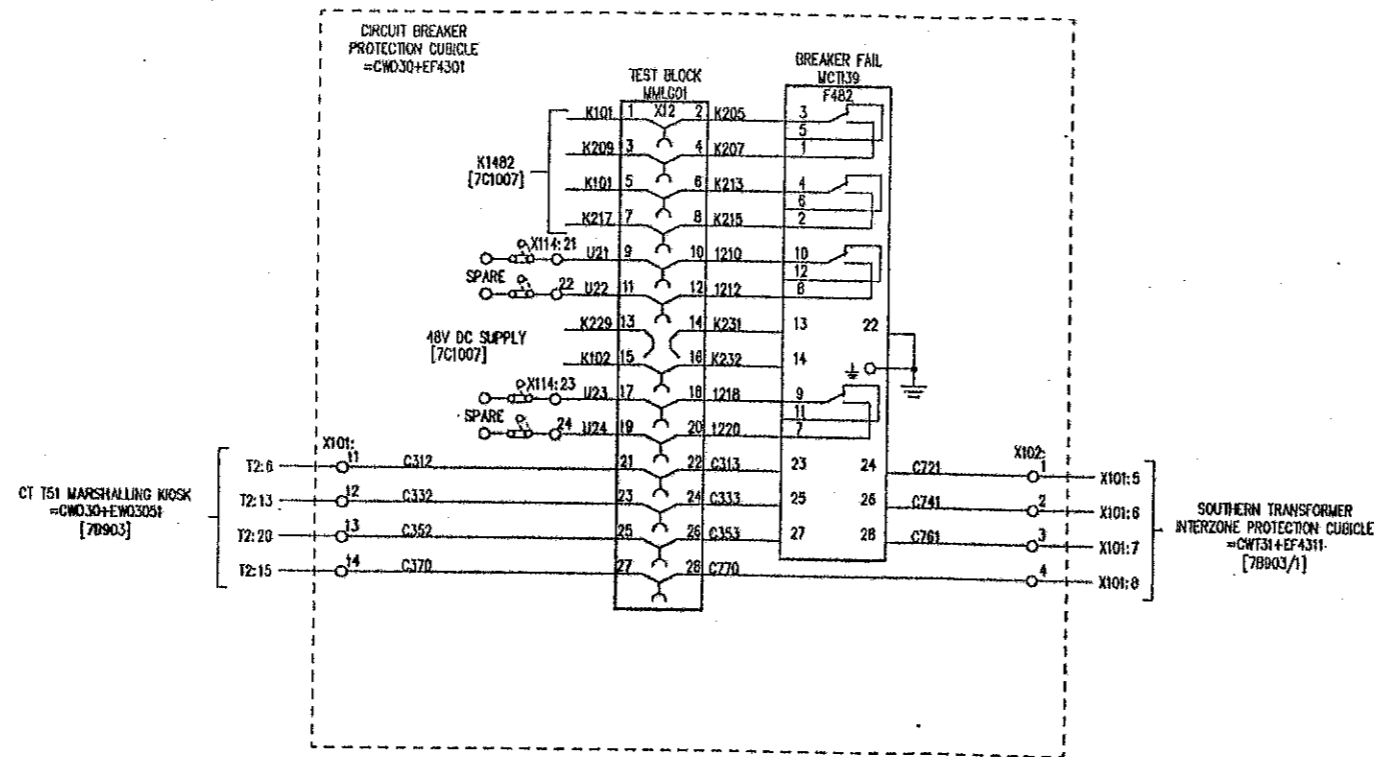 CIRCUIT BREAKER
PROTECTION CUBICLE
=CWD30+EF4301
TEST BLOCK
MMLG01
BREAKER FAIL
MCTI39
F482
K101 1 X12 2 K205 3
5
K209 3 4 K207 1
K1482
[7C1007]
K101 5 6 K213 4
6
K217 7 8 K215 2
X114:21 U21 9 10 1210 10
12
SPARE 22 U22 11 12 1212 8
K229 13 14 K231 13 22
48V DC SUPPLY
[7C1007]
K102 15 16 K232 14
X114:23 U23 17 18 1218 9
11
SPARE 24 U24 19 20 1220 7
X101: X102:
T2:6 11 C312 21 22 C313 23 24 C721 1 X101:5
T2:13 12 C332 23 24 C333 25 26 C741 2 X101:6
T2:20 13 C352 25 26 C353 27 28 C761 3 X101:7
T2:15 14 C370 27 28 C770 4 X101:8
CT T51 MARSHALLING KIOSK
=CWD30+EWD3051
[7B903]
SOUTHERN TRANSFORMER
INTERZONE PROTECTION CUBICLE
=CWT31+EF4311
[7B903/1]